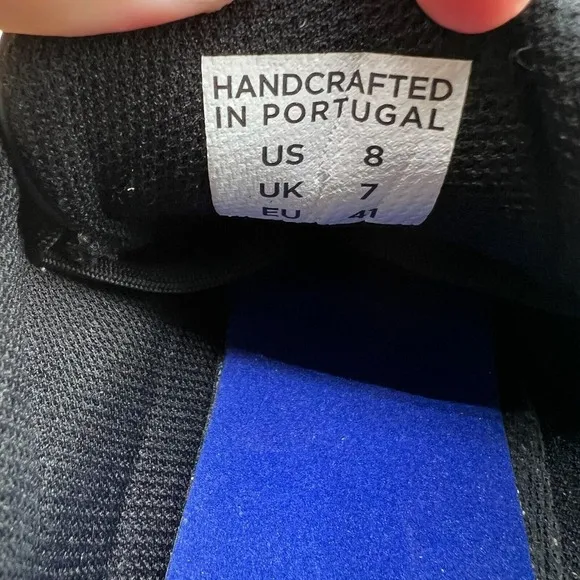 HANDCRAFTED
IN PORTUGAL
US 8
UK 7
EU 41